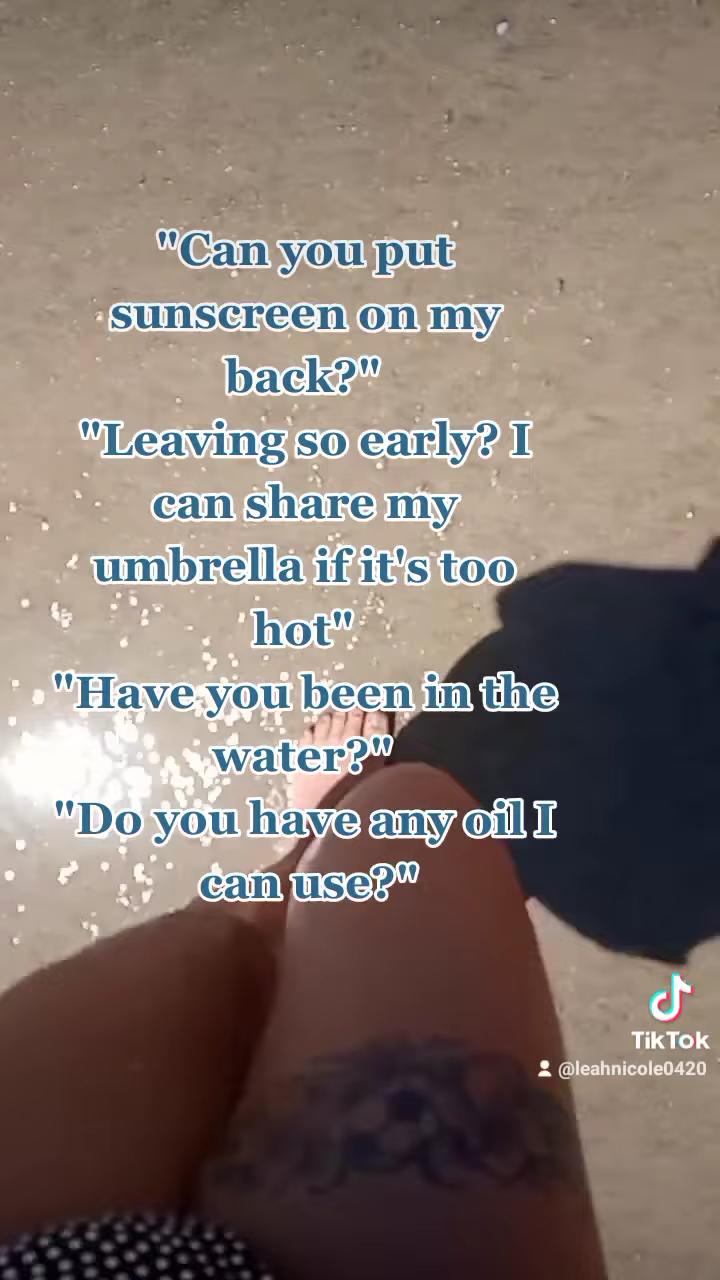 "Can you put
sunscreen on my
back?"
"Leaving so early? I
can share my
umbrella if it's too
hot"
"Have you been in the
water?"
"Do you have any oil I
can use?"
TikTok
@leahnicole0420